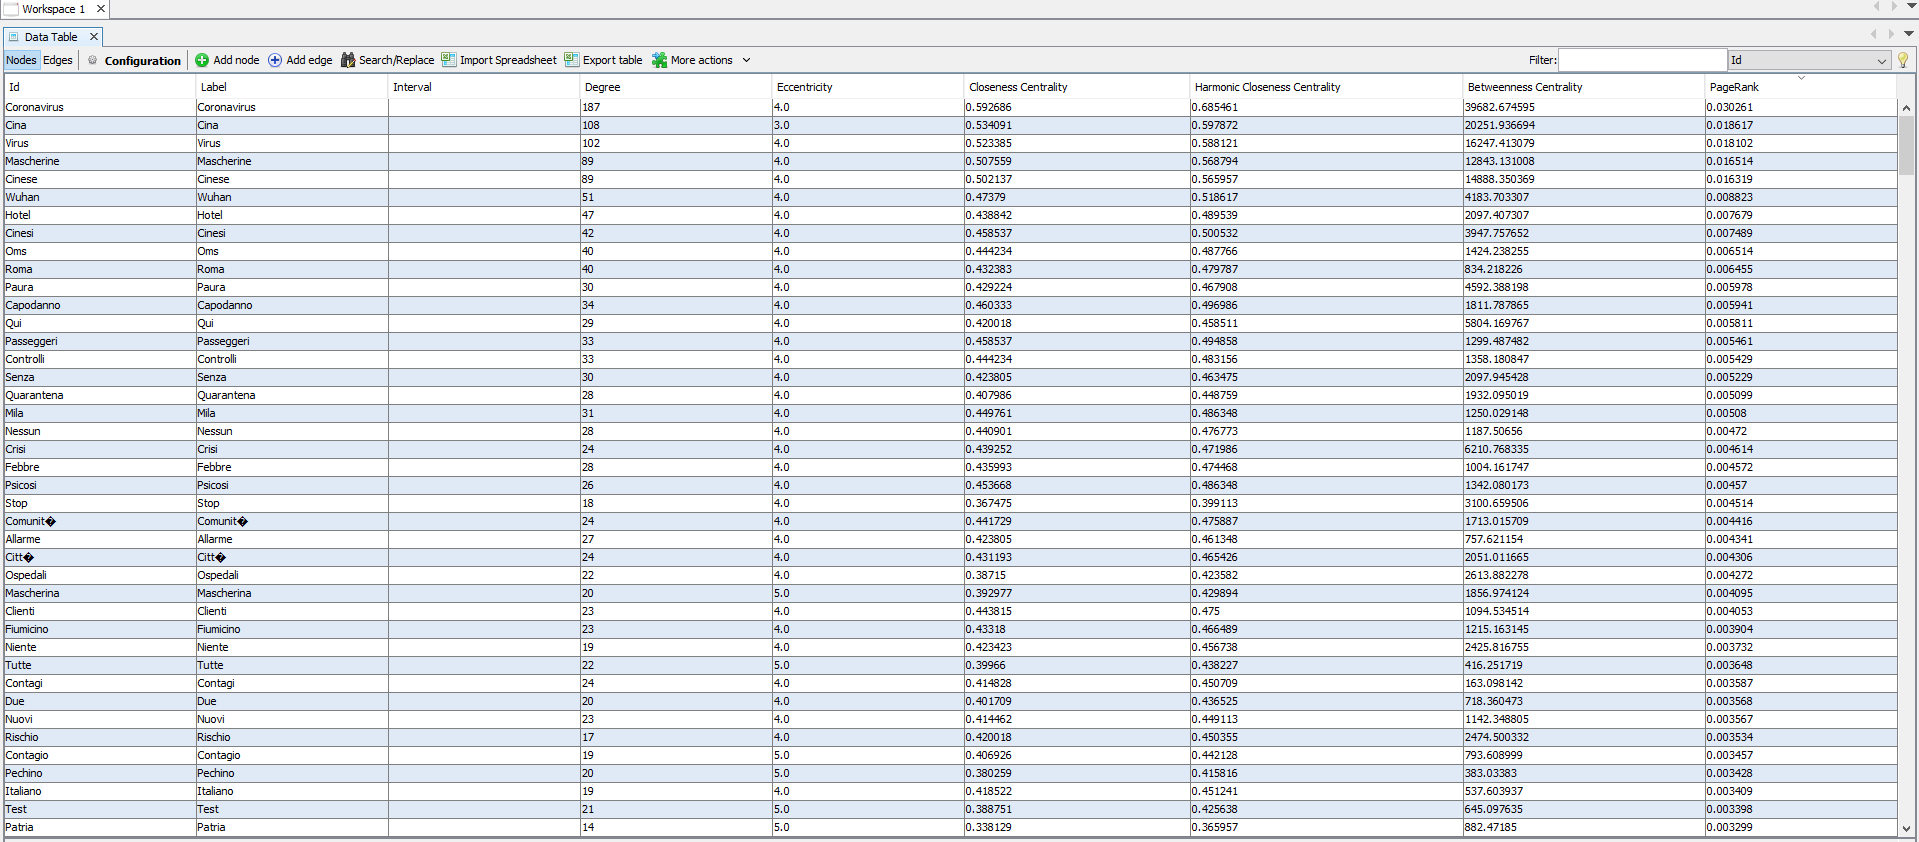 Workspace 1
Data Table
Nodes Edges Configuration Add node Add edge Search/Replace Import Spreadsheet Export table More actions Filter: Id
Id Label Interval Degree Eccentricity Closeness Centrality Harmonic Closeness Centrality Betweenness Centrality PageRank
Coronavirus Coronavirus 187 4.0 0.592686 0.685461 39682.674595 0.030261
Cina Cina 108 3.0 0.534091 0.597872 20251.936694 0.018617
Virus Virus 102 4.0 0.523385 0.588121 16247.413079 0.018102
Mascherine Mascherine 89 4.0 0.507559 0.568794 12843.131008 0.016514
Cinese Cinese 89 4.0 0.502137 0.565957 14888.350369 0.016319
Wuhan Wuhan 51 4.0 0.47379 0.518617 4183.703307 0.008823
Hotel Hotel 47 4.0 0.438842 0.489539 2097.407307 0.007679
Cinesi Cinesi 42 4.0 0.458537 0.500532 3947.757652 0.007489
Oms Oms 40 4.0 0.444234 0.487766 1424.238255 0.006514
Roma Roma 40 4.0 0.432383 0.479787 834.218226 0.006455
Paura Paura 30 4.0 0.429224 0.467908 4592.388198 0.005978
Capodanno Capodanno 34 4.0 0.460333 0.496986 1811.787865 0.005941
Qui Qui 29 4.0 0.420018 0.458511 5804.169767 0.005811
Passeggeri Passeggeri 33 4.0 0.458537 0.494858 1299.487482 0.005461
Controlli Controlli 33 4.0 0.444234 0.483156 1358.180847 0.005429
Senza Senza 30 4.0 0.423805 0.463475 2097.945428 0.005229
Quarantena Quarantena 28 4.0 0.407986 0.448759 1932.095019 0.005099
Mila Mila 31 4.0 0.449761 0.486348 1250.029148 0.00508
Nessun Nessun 28 4.0 0.440901 0.476773 1187.50656 0.00472
Crisi Crisi 24 4.0 0.439252 0.471986 6210.768335 0.004614
Febbre Febbre 28 4.0 0.435993 0.474468 1004.161747 0.004572
Psicosi Psicosi 26 4.0 0.453668 0.486348 1342.080173 0.00457
Stop Stop 18 4.0 0.367475 0.399113 3100.659506 0.004514
Comunit� Comunit� 24 4.0 0.441729 0.475887 1713.015709 0.004416
Allarme Allarme 27 4.0 0.423805 0.461348 757.621154 0.004341
Citt� Citt� 24 4.0 0.431193 0.465426 2051.011665 0.004306
Ospedali Ospedali 22 4.0 0.38715 0.423582 2613.882278 0.004272
Mascherina Mascherina 20 5.0 0.392977 0.429894 1856.974124 0.004095
Clienti Clienti 23 4.0 0.443815 0.475 1094.534514 0.004053
Fiumicino Fiumicino 23 4.0 0.43318 0.466489 1215.163145 0.003904
Niente Niente 19 4.0 0.423423 0.456738 2425.816755 0.003732
Tutte Tutte 22 5.0 0.39966 0.438227 416.251719 0.003648
Contagi Contagi 24 4.0 0.414828 0.450709 163.098142 0.003587
Due Due 20 4.0 0.401709 0.436525 718.360473 0.003568
Nuovi Nuovi 23 4.0 0.414462 0.449113 1142.348805 0.003567
Rischio Rischio 17 4.0 0.420018 0.450355 2474.500332 0.003534
Contagio Contagio 19 5.0 0.406926 0.442128 793.608999 0.003457
Pechino Pechino 20 5.0 0.380259 0.415816 383.03383 0.003428
Italiano Italiano 19 4.0 0.418522 0.451241 537.603937 0.003409
Test Test 21 5.0 0.388751 0.425638 645.097635 0.003398
Patria Patria 14 5.0 0.338129 0.365957 882.47185 0.003299